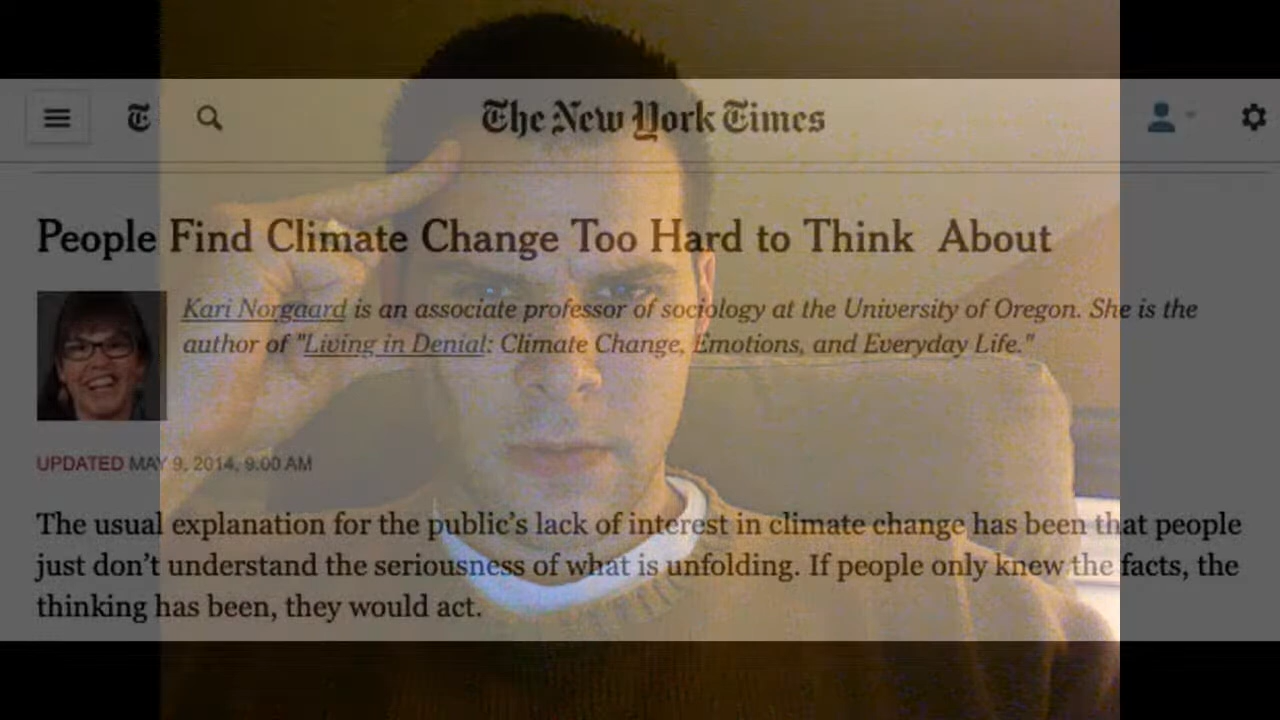 T
The New York Times
People Find Climate Change Too Hard to Think About
Kari Norgaard is an associate professor of sociology at the University of Oregon. She is the
author of "Living in Denial: Climate Change, Emotions, and Everyday Life."
UPDATED MAY 9, 2014, 9:00 AM
The usual explanation for the public's lack of interest in climate change has been that people
just don't understand the seriousness of what is unfolding. If people only knew the facts, the
thinking has been, they would act.